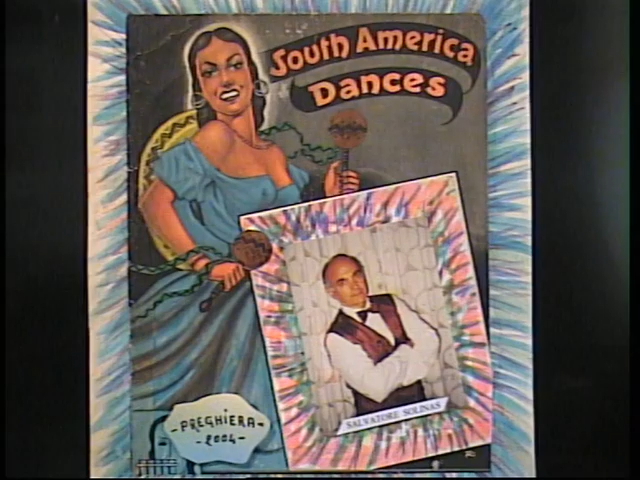 South America
Dances
SALVATORE SOLINAS
-PREGHiERA-
-2004-